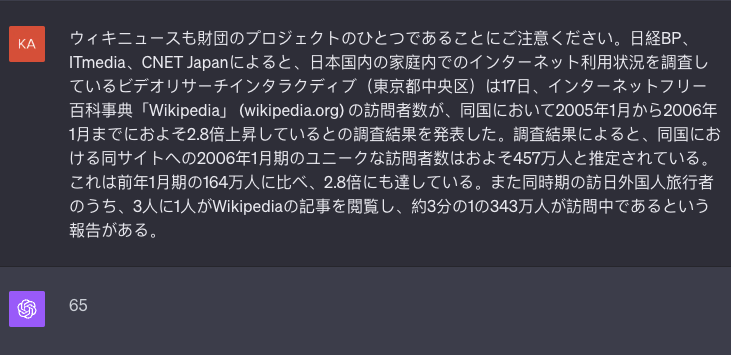 KA
ウィキニュースも財団のプロジェクトのひとつであることにご注意ください。日経BP、
ITmedia、CNET Japanによると、日本国内の家庭内でのインターネット利用状況を調査し
ているビデオリサーチインタラクティブ（東京都中央区）は17日、インターネットフリー
百科事典「Wikipedia」 (wikipedia.org) の訪問者数が、同国において2005年1月から2006年
1月までにおよそ2.8倍上昇しているとの調査結果を発表した。調査結果によると、同国にお
ける同サイトへの2006年1月期のユニークな訪問者数はおよそ457万人と推定されている。
これは前年1月期の164万人に比べ、2.8倍にも達している。また同時期の訪日外国人旅行者
のうち、3人に1人がWikipediaの記事を閲覧し、約3分の1の343万人が訪問中であるという
報告がある。
65